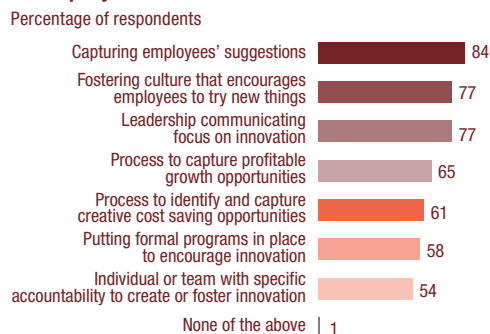 Percentage of respondents
Capturing employees' suggestions 84
Fostering culture that encourages
employees to try new things 77
Leadership communicating
focus on innovation 77
Process to capture profitable
growth opportunities 65
Process to identify and capture
creative cost saving opportunities 61
Putting formal programs in place
to encourage innovation 58
Individual or team with specific
accountability to create or foster innovation 54
None of the above 1